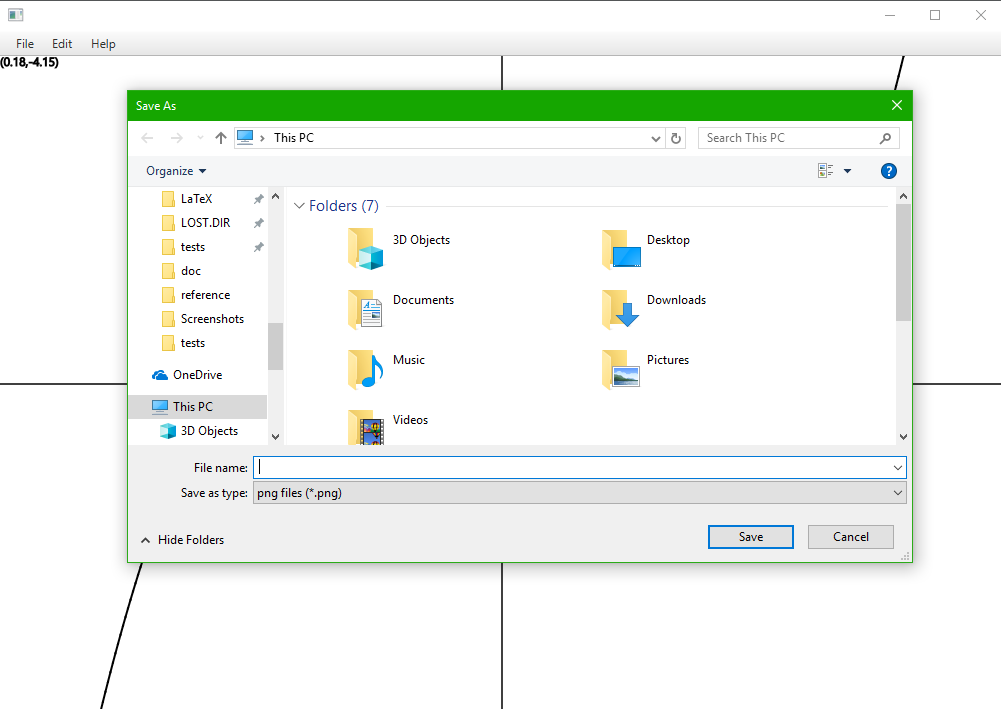 File Edit Help
(0.18,-4.15)
Save As
This PC
Search This PC
Organize
?
LaTeX
LOST.DIR
tests
doc
reference
Screenshots
tests
OneDrive
This PC
3D Objects
Folders (7)
3D Objects
Desktop
Documents
Downloads
Music
Pictures
Videos
File name:
Save as type: png files (*.png)
Hide Folders
Save
Cancel